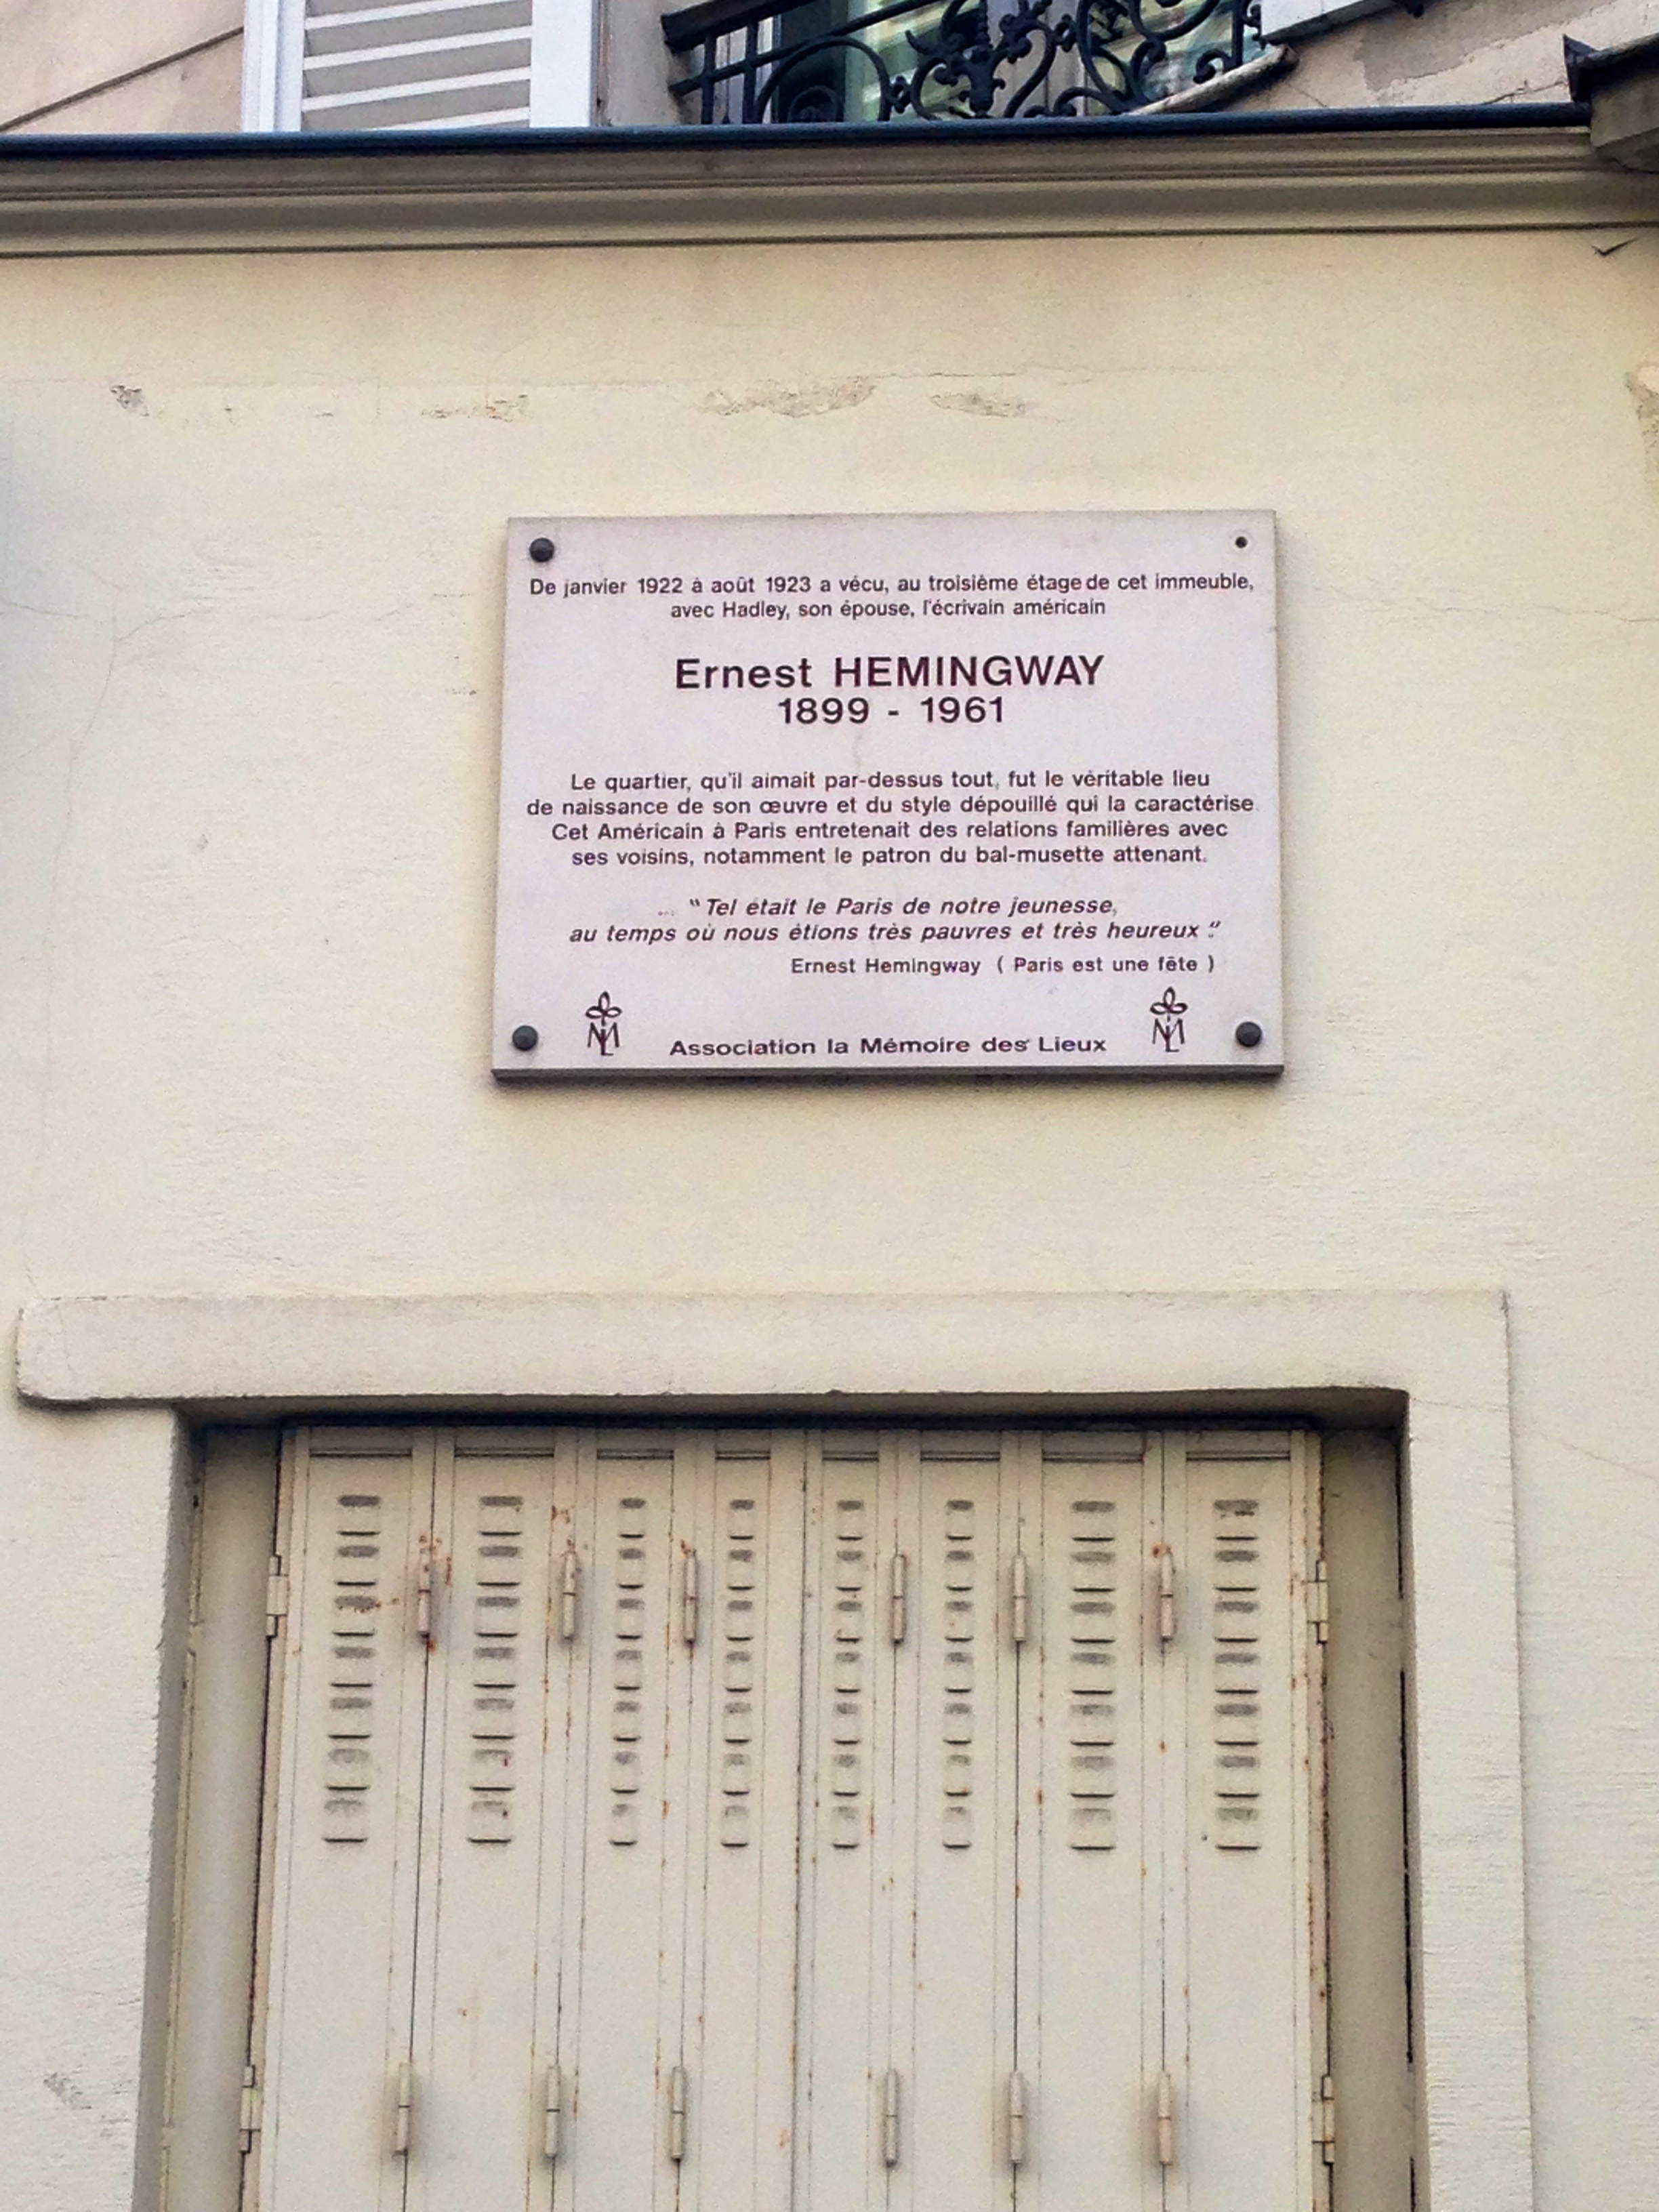 De janvier 1922 à août 1923 a vécu, au troisième étage de cet immeuble,
avec Hadley, son épouse, l'écrivain américain
Ernest HEMINGWAY
1899 - 1961
Le quartier, qu'il aimait par-dessus tout, fut le véritable lieu
de naissance de son œuvre et du style dépouillé qui la caractérise.
Cet Américain à Paris entretenait des relations familières avec
ses voisins, notamment le patron du bal-musette attenant.
... "Tel était le Paris de notre jeunesse,
au temps où nous étions très pauvres et très heureux."
Ernest Hemingway ( Paris est une fête )
ML Association la Mémoire des Lieux ML